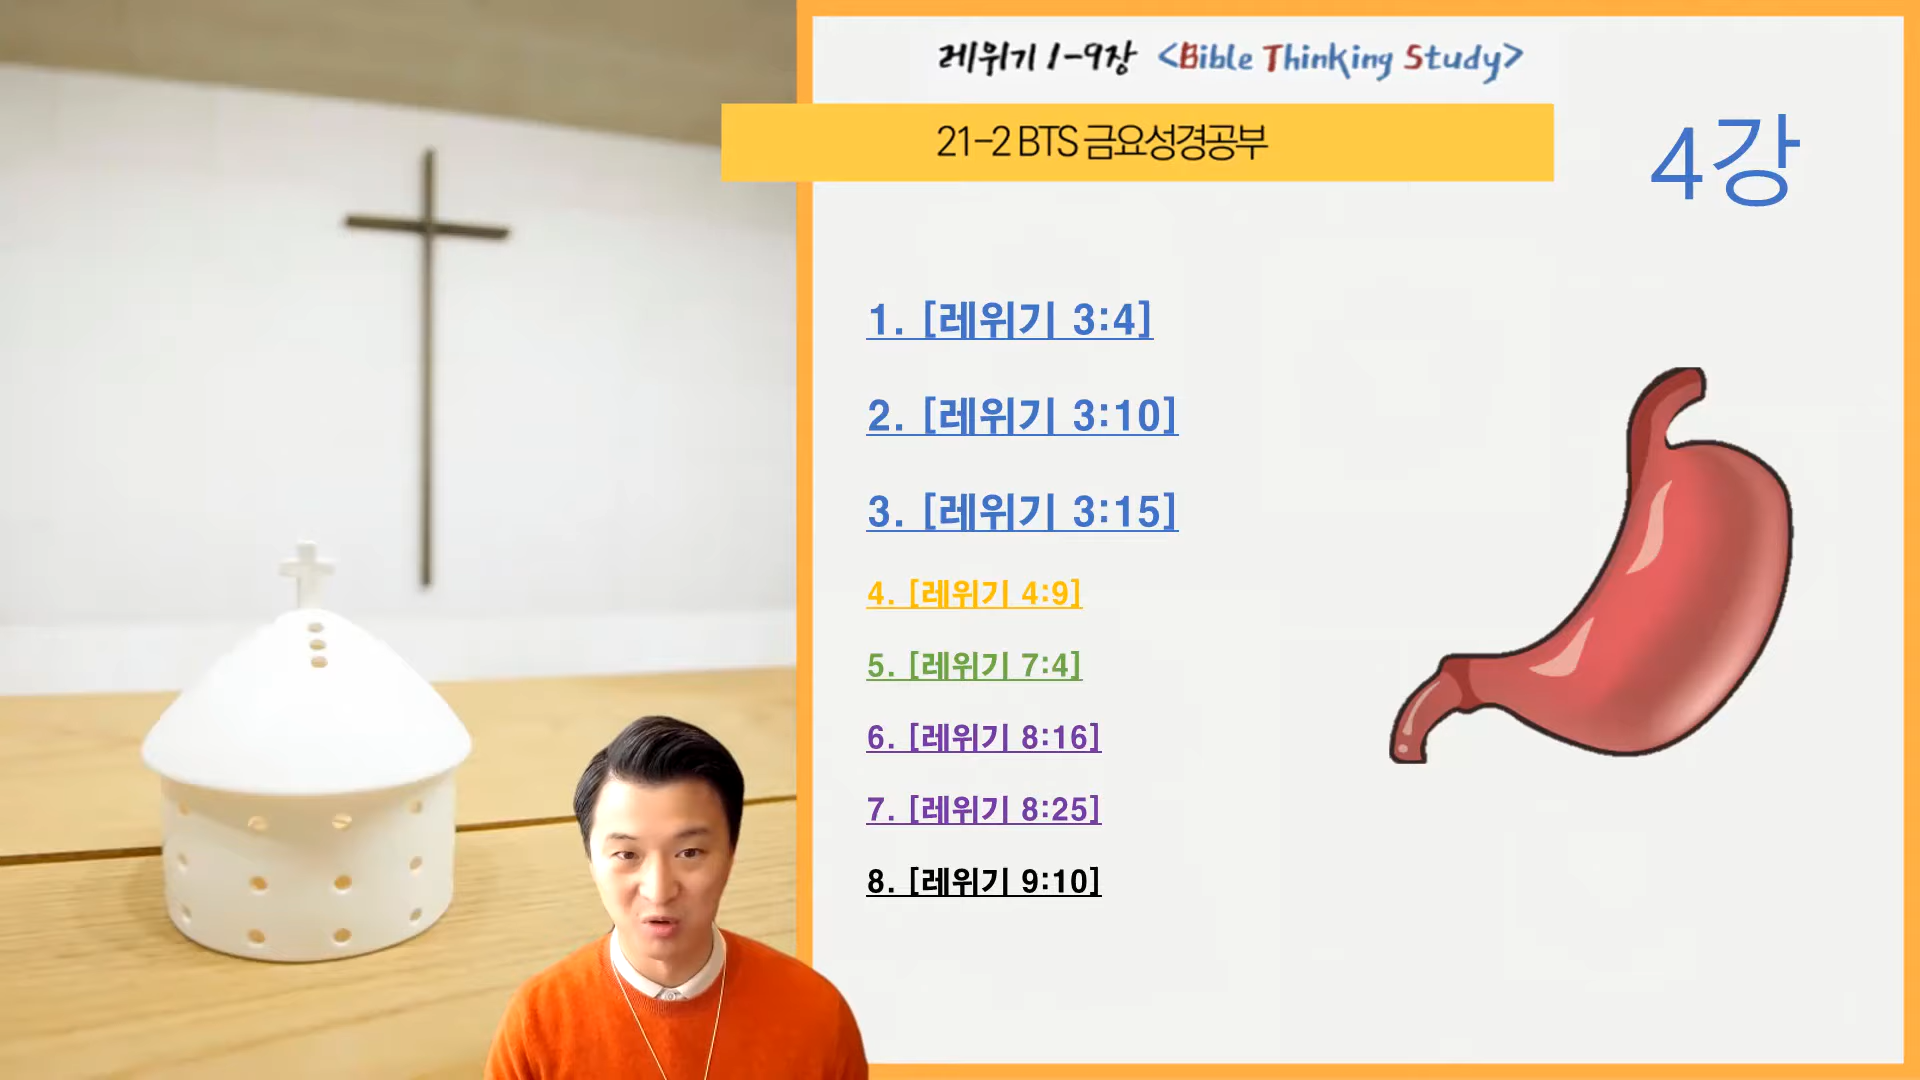 레위기 1-9장 <Bible Thinking Study>
21-2 BTS 금요성경공부
4강
1. [레위기 3:4]
2. [레위기 3:10]
3. [레위기 3:15]
4. [레위기 4:9]
5. [레위기 7:4]
6. [레위기 8:16]
7. [레위기 8:25]
8. [레위기 9:10]